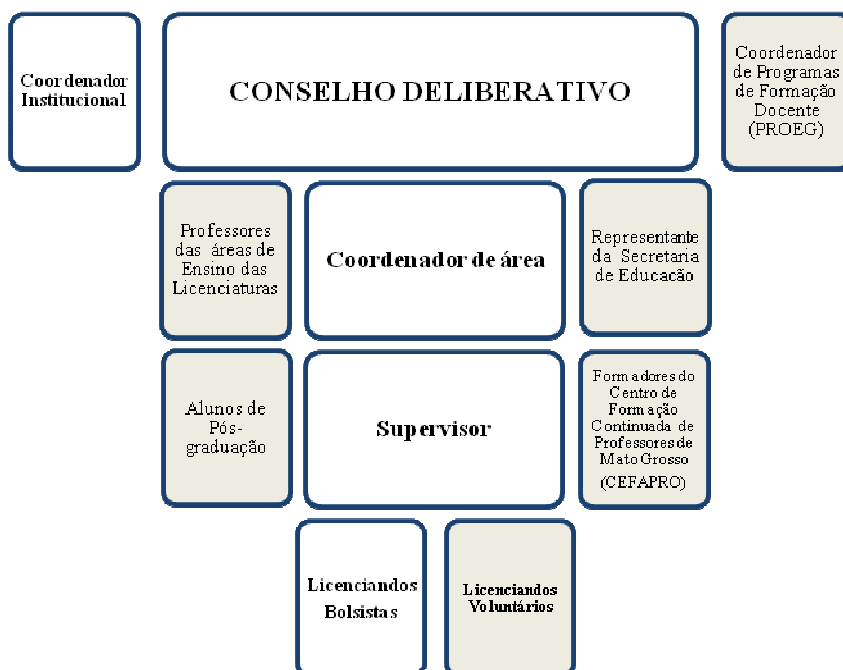 Coordenador
Institucional
CONSELHO DELIBERATIVO
Coordenador
de Programas
de Formação
Docente
(PROEG)
Professores
das áreas de
Ensino das
Licenciaturas
Coordenador de área
Representante
da Secretaria
de Educação
Alunos de
Pós-
graduação
Supervisor
Formadores do
Centro de
Formação
Continuada de
Professores de
Mato Grosso
(CEFAPRO)
Licenciandos
Bolsistas
Licenciandos
Voluntários